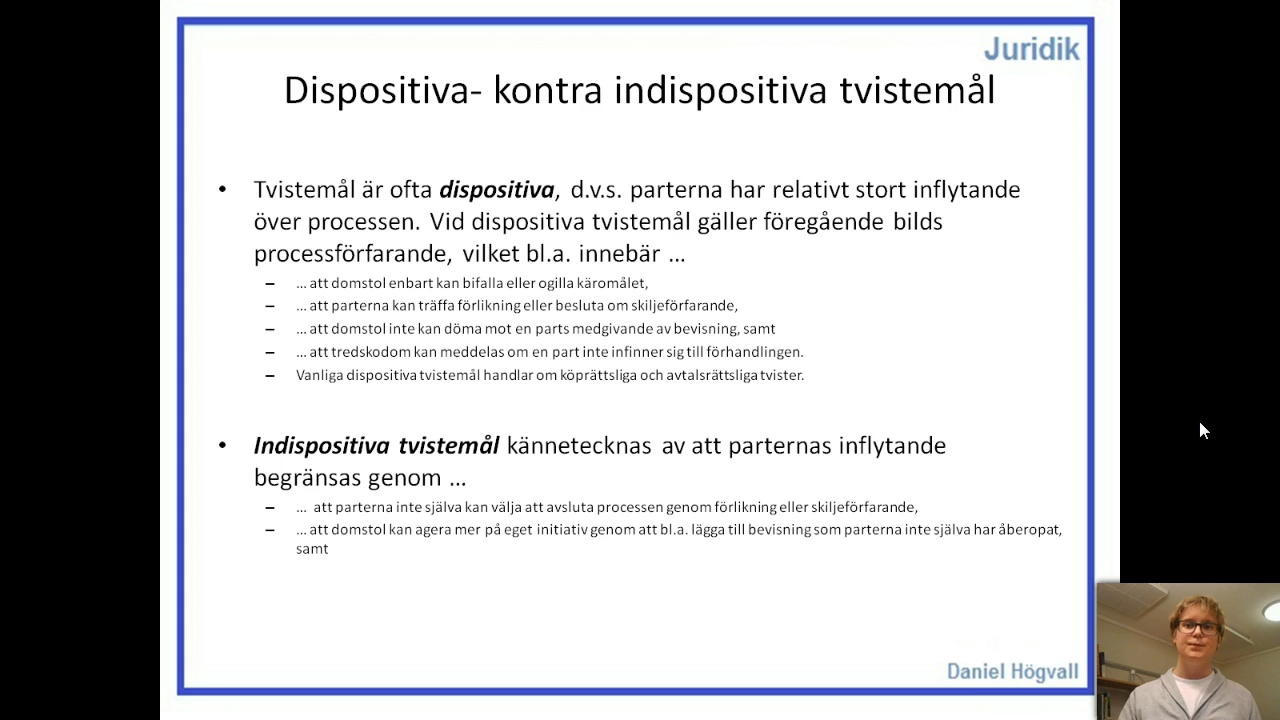 Juridik
Dispositiva- kontra indispositiva tvistemål
• Tvistemål är ofta dispositiva, d.v.s. parterna har relativt stort inflytande
över processen. Vid dispositiva tvistemål gäller föregående bilds
processförfarande, vilket bl.a. innebär …
– … att domstol enbart kan bifalla eller ogilla käromålet,
– … att parterna kan träffa förlikning eller besluta om skiljeförfarande,
– … att domstol inte kan döma mot en parts medgivande av bevisning, samt
– … att tredskodom kan meddelas om en part inte infinner sig till förhandlingen.
– Vanliga dispositiva tvistemål handlar om köprättsliga och avtalsrättsliga tvister.
• Indispositiva tvistemål kännetecknas av att parternas inflytande
begränsas genom …
– … att parterna inte själva kan välja att avsluta processen genom förlikning eller skiljeförfarande,
– … att domstol kan agera mer på eget initiativ genom att bl.a. lägga till bevisning som parterna inte själva har åberopat,
samt
Daniel Högvall